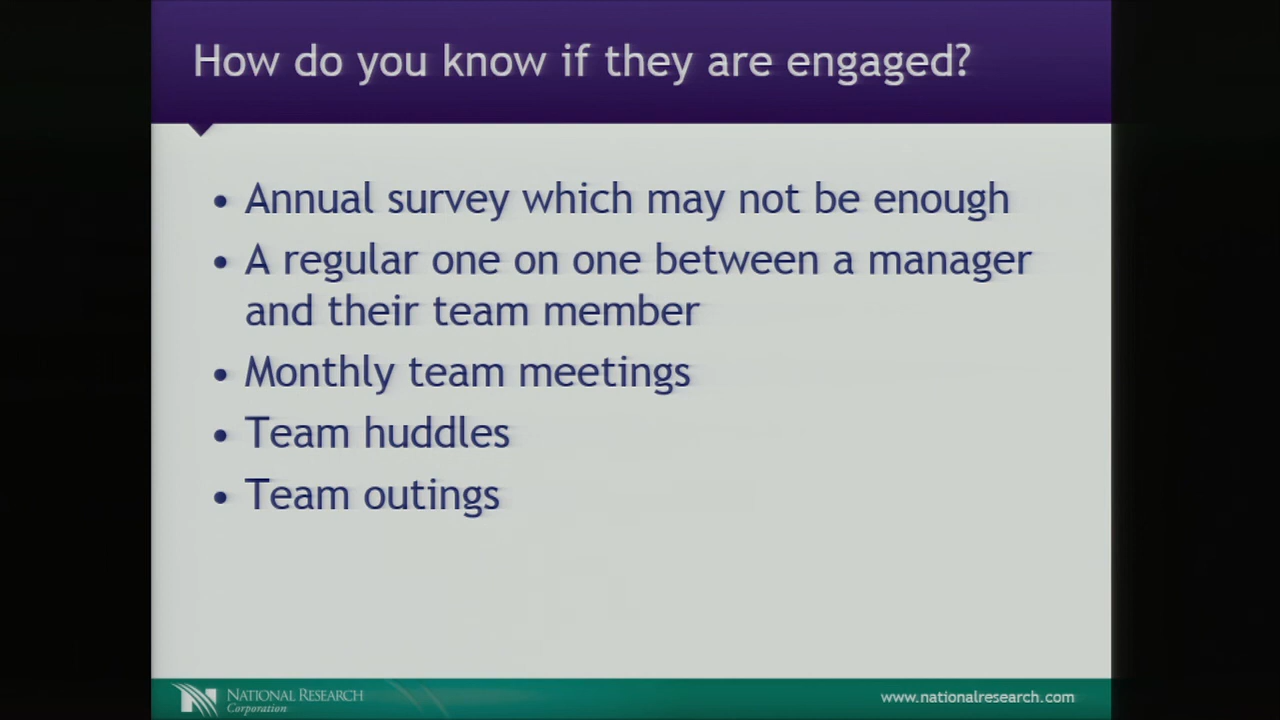 How do you know if they are engaged?
• Annual survey which may not be enough
• A regular one on one between a manager
and their team member
• Monthly team meetings
• Team huddles
• Team outings
NATIONAL RESEARCH
Corporation
www.nationalresearch.com